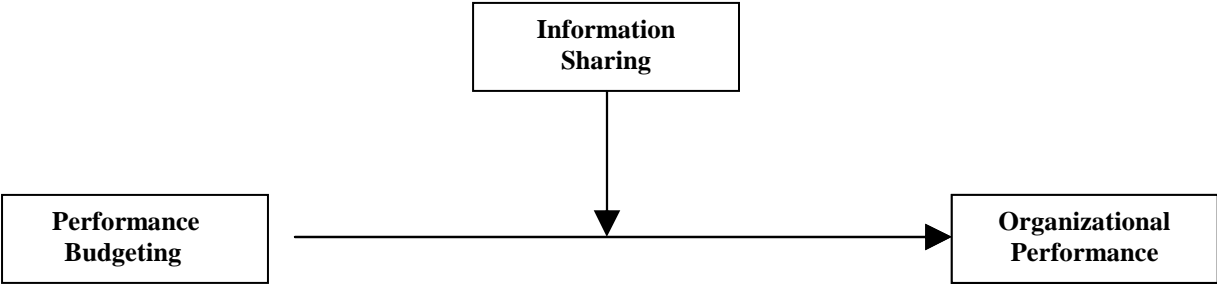 Information
Sharing
Performance
Budgeting
Organizational
Performance